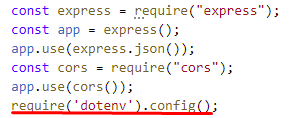 const express = require("express");
const app = express();
app.use(express.json());
const cors = require("cors");
app.use(cors());
require('dotenv').config();